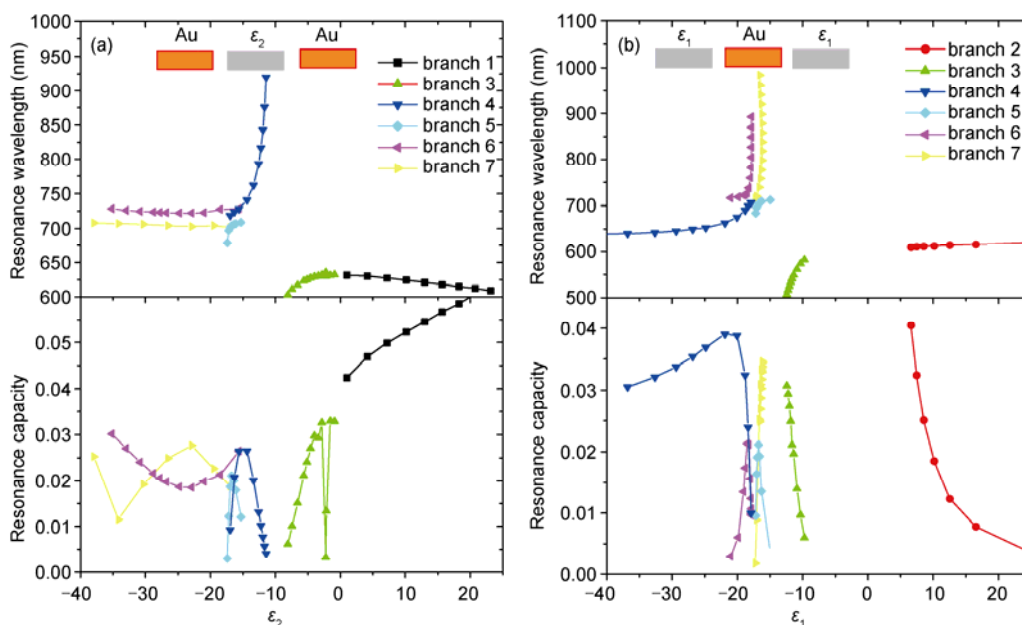 (a)
Au
ε2
Au
branch 1
branch 3
branch 4
branch 5
branch 6
branch 7
Resonance wavelength (nm)
1000
950
900
850
800
750
700
650
600
Resonance capacity
0.05
0.04
0.03
0.02
0.01
0.00
−40
−30
−20
−10
0
10
20
ε2
(b)
ε1
Au
ε1
branch 2
branch 3
branch 4
branch 5
branch 6
branch 7
Resonance wavelength (nm)
1100
1000
900
800
700
600
500
Resonance capacity
0.04
0.03
0.02
0.01
0.00
−40
−30
−20
−10
0
10
20
ε1